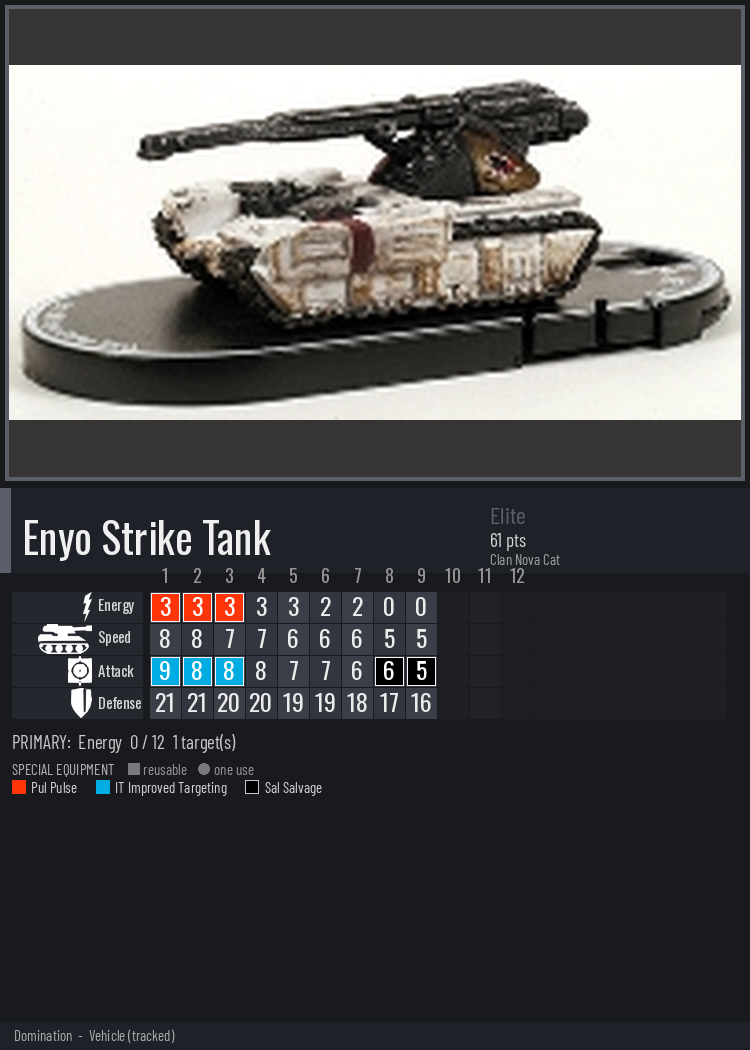 Enyo Strike Tank
Elite
61 pts
Clan Nova Cat
1 2 3 4 5 6 7 8 9 10 11 12
Energy 3 3 3 3 3 2 2 0 0
Speed 8 8 7 7 6 6 6 5 5
Attack 9 8 8 8 7 7 6 6 5
Defense 21 21 20 20 19 19 18 17 16
PRIMARY: Energy 0 / 12 1 target(s)
SPECIAL EQUIPMENT reusable one use
Pul Pulse IT Improved Targeting Sal Salvage
Domination - Vehicle (tracked)